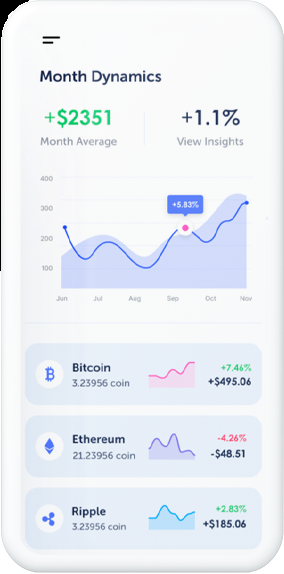 Month Dynamics
+$2351 +1.1%
Month Average View Insights
400
300
200
100
+5.83%
Jun Jul Aug Sep Oct Nov
Bitcoin +7.46%
3.23956 coin +$495.06
Ethereum -4.26%
21.23956 coin -$48.51
Ripple +2.83%
3.23956 coin +$185.06